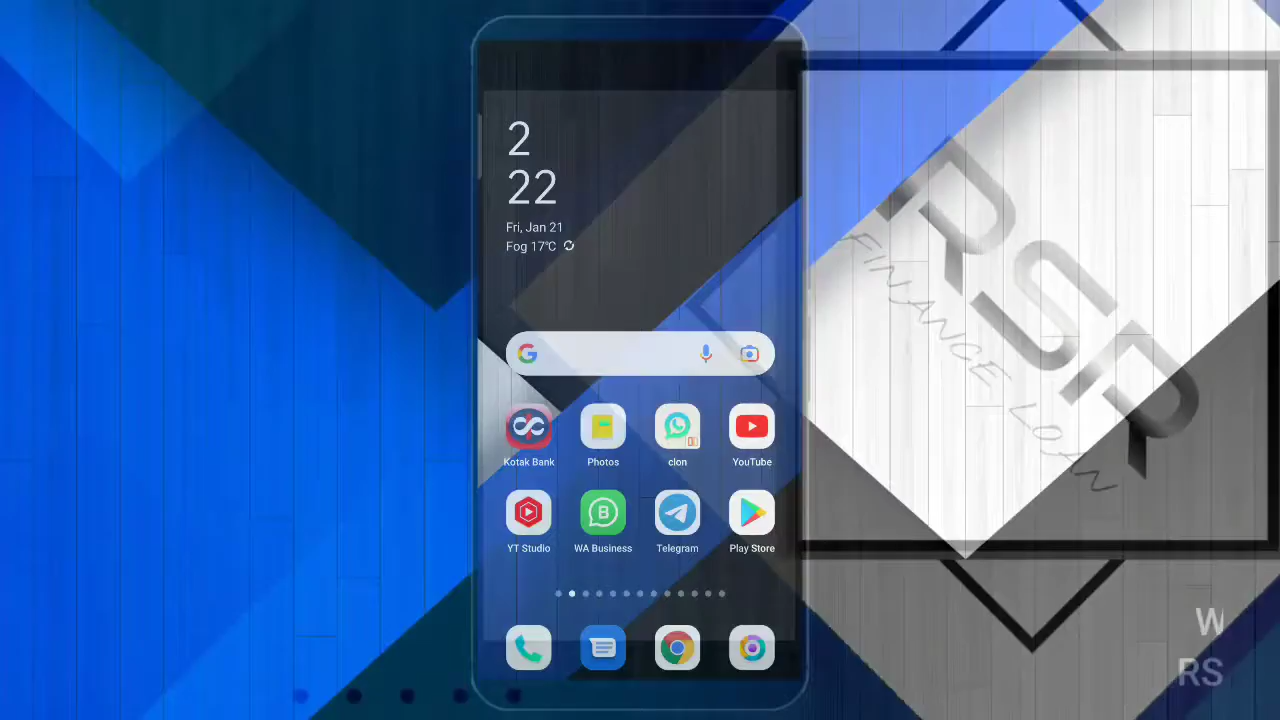 2
22
Fri, Jan 21
Fog 17°C
Kotak Bank
Photos
clon
YouTube
YT Studio
WA Business
Telegram
Play Store
RSR
FINANCE LOW
W
RS